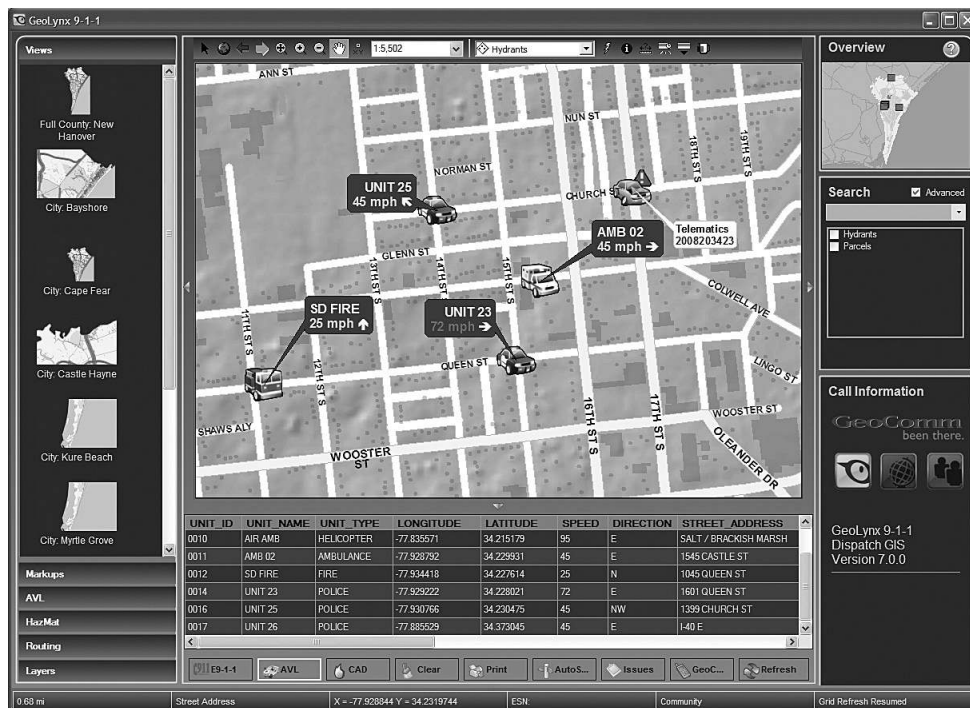 GeoLynx 9-1-1
Views
Full County: New
Hanover
City: Bayshore
City: Cape Fear
City: Castle Hayne
City: Kure Beach
City: Myrtle Grove
Markups
AVL
HazMat
Routing
Layers
1:5,502
Hydrants
ANN ST
NUN ST
18TH ST S
19TH ST S
NORMAN ST
CHURCH ST
UNIT 25
45 mph
AMB 02
45 mph
Telematics
2008203423
GLENN ST
13TH ST S
14TH ST S
15TH ST S
COLWELL AVE
SD FIRE
25 mph
UNIT 23
72 mph
11TH ST S
12TH ST S
QUEEN ST
LINGO ST
16TH ST S
17TH ST S
WOOSTER ST
SHAWS ALY
WOOSTER
ST
OLEANDER DR
UNIT_ID UNIT_NAME UNIT_TYPE LONGITUDE LATITUDE SPEED DIRECTION STREET_ADDRESS
0010 AIR AMB HELICOPTER -77.835571 34.215179 95 E SALT / BRACKISH MARSH
0011 AMB 02 AMBULANCE -77.928792 34.229931 45 E 1545 CASTLE ST
0012 SD FIRE FIRE -77.934418 34.227614 25 N 1045 QUEEN ST
0014 UNIT 23 POLICE -77.929222 34.228021 72 E 1601 QUEEN ST
0016 UNIT 25 POLICE -77.930766 34.230475 45 NW 1399 CHURCH ST
0017 UNIT 26 POLICE -77.885529 34.373045 45 E I-40 E
E9-1-1
AVL
CAD
Clear
Print
AutoS...
Issues
GeoC...
Refresh
Overview
Search
Advanced
Hydrants
Parcels
Call Information
GeoComm
been there.
GeoLynx 9-1-1
Dispatch GIS
Version 7.0.0
0.68 mi
Street Address
X = -77.928844 Y = 34.2319744
ESN:
Community
Grid Refresh Resumed